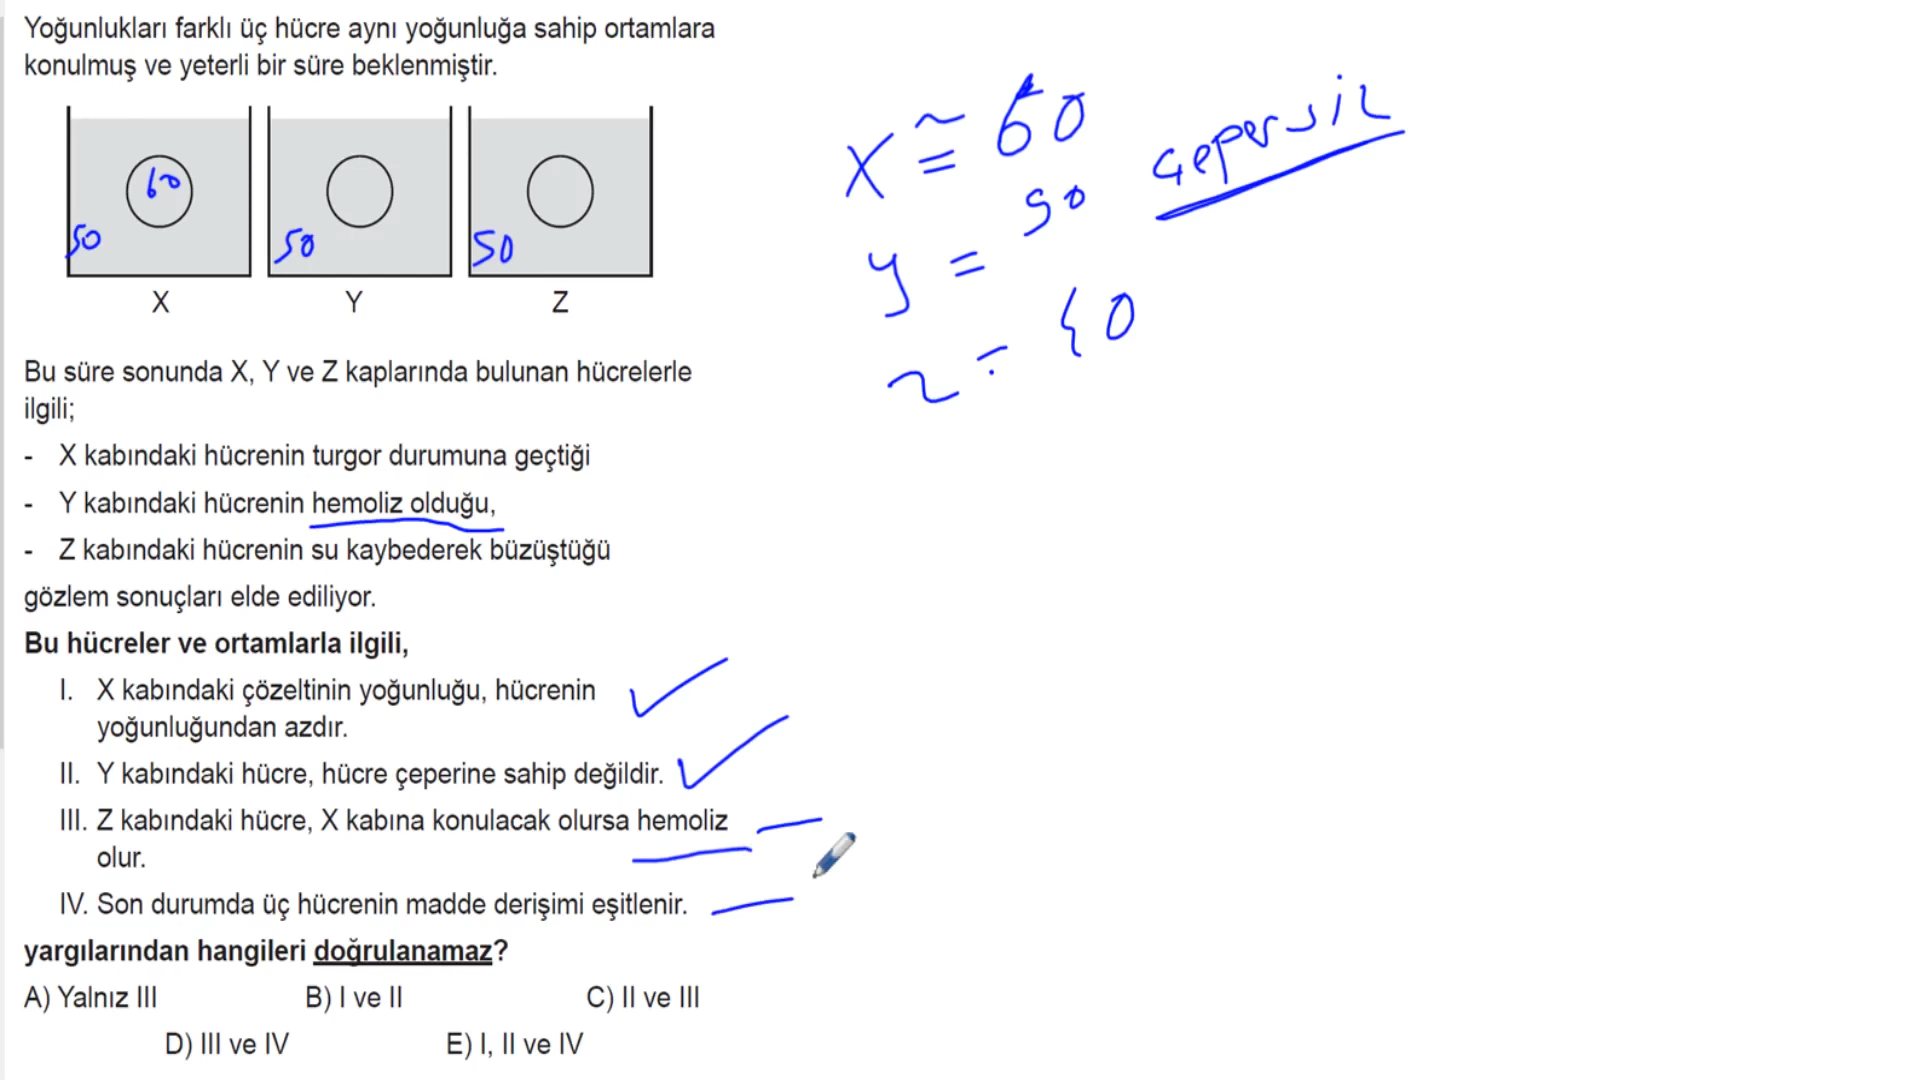 Yoğunlukları farklı üç hücre aynı yoğunluğa sahip ortamlara
konulmuş ve yeterli bir süre beklenmiştir.
60
50
50
50
X
Y
Z
X ≅ 60
90 çepersiz
y =
z = 40
Bu süre sonunda X, Y ve Z kaplarında bulunan hücrelerle
ilgili;
- X kabındaki hücrenin turgor durumuna geçtiği
- Y kabındaki hücrenin hemoliz olduğu,
- Z kabındaki hücrenin su kaybederek büzüştüğü
gözlem sonuçları elde ediliyor.
Bu hücreler ve ortamlarla ilgili,
I. X kabındaki çözeltinin yoğunluğu, hücrenin
yoğunluğundan azdır.
II. Y kabındaki hücre, hücre çeperine sahip değildir.
III. Z kabındaki hücre, X kabına konulacak olursa hemoliz
olur.
IV. Son durumda üç hücrenin madde derişimi eşitlenir.
yargılarından hangileri doğrulanamaz?
A) Yalnız III B) I ve II C) II ve III
D) III ve IV E) I, II ve IV